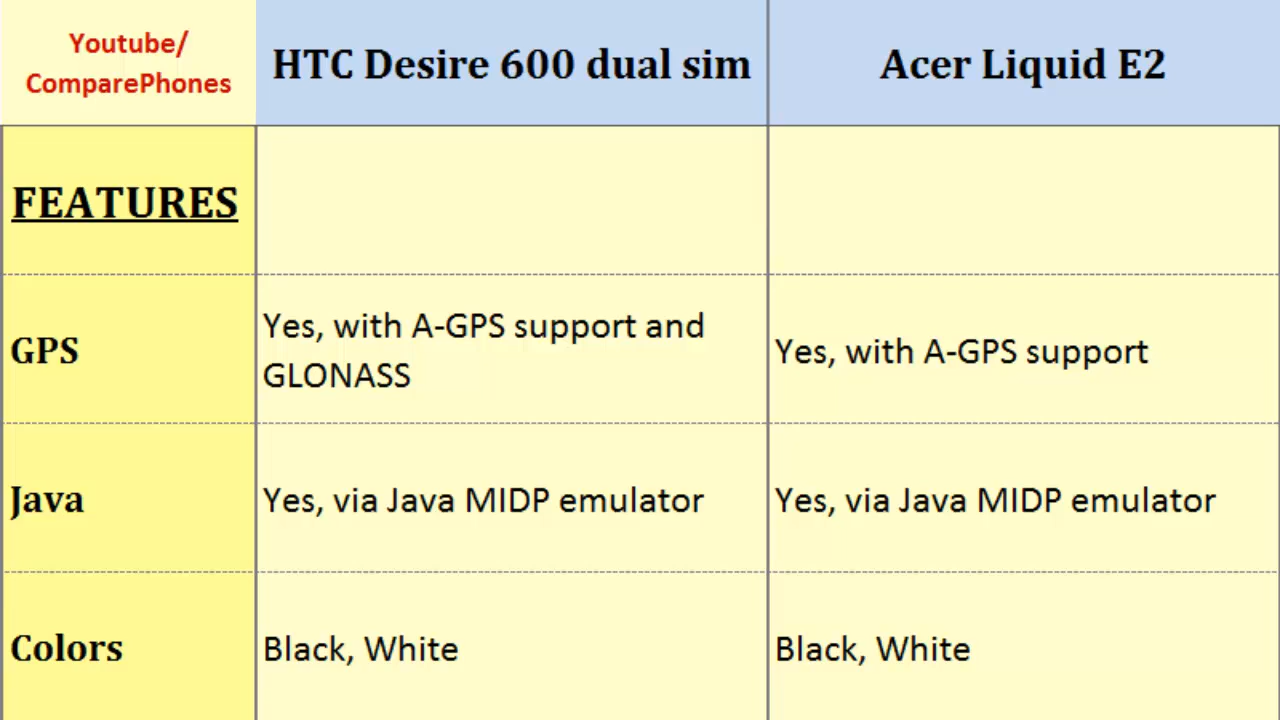 Youtube/
ComparePhones
HTC Desire 600 dual sim
Acer Liquid E2
FEATURES
GPS
Yes, with A-GPS support and
GLONASS
Yes, with A-GPS support
Java
Yes, via Java MIDP emulator
Yes, via Java MIDP emulator
Colors
Black, White
Black, White